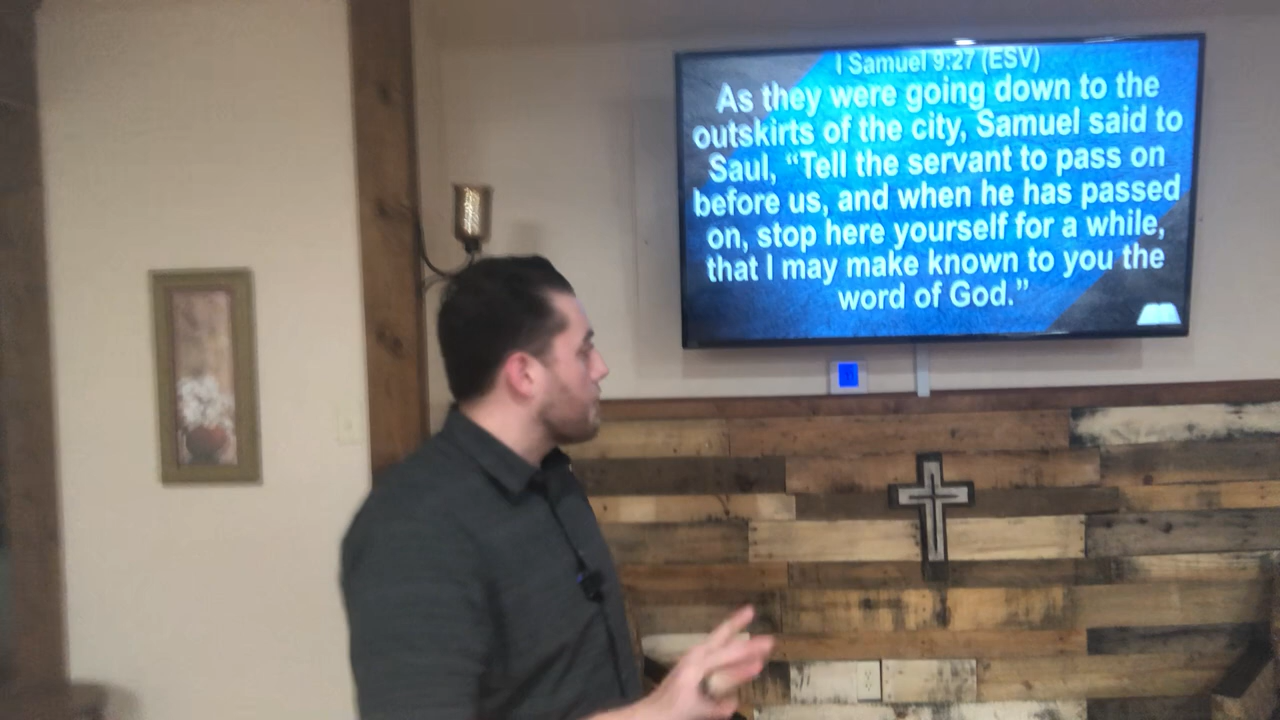 I Samuel 9:27 (ESV)
As they were going down to the
outskirts of the city, Samuel said to
Saul, “Tell the servant to pass on
before us, and when he has passed
on, stop here yourself for a while,
that I may make known to you the
word of God.”